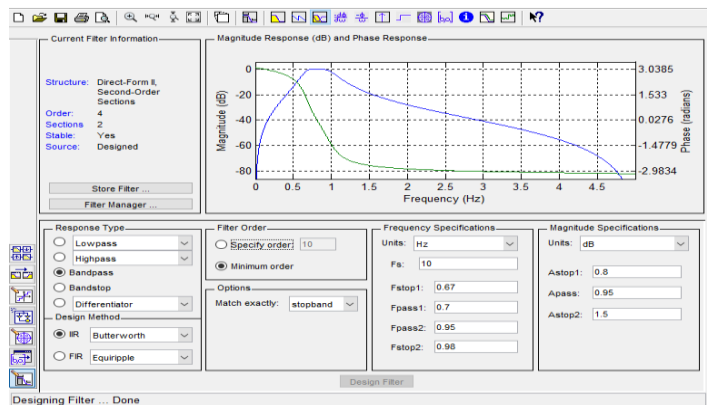 Current Filter Information
Structure: Direct-Form II,
Second-Order
Sections
Order: 4
Sections 2
Stable: Yes
Source: Designed
Store Filter ...
Filter Manager ...
Magnitude Response (dB) and Phase Response
Magnitude (dB)
0
-20
-40
-60
-80
0 0.5 1 1.5 2 2.5 3 3.5 4 4.5
Frequency (Hz)
3.0385
1.533
0.0276
-1.4779
-2.9834
Phase (radians)
Response Type
Lowpass
Highpass
Bandpass
Bandstop
Differentiator
Design Method
IIR Butterworth
FIR Equiripple
Filter Order
Specify order: 10
Minimum order
Options
Match exactly: stopband
Frequency Specifications
Units: Hz
Fs: 10
Fstop1: 0.67
Fpass1: 0.7
Fpass2: 0.95
Fstop2: 0.98
Magnitude Specifications
Units: dB
Astop1: 0.8
Apass: 0.95
Astop2: 1.5
Design Filter
Designing Filter ... Done